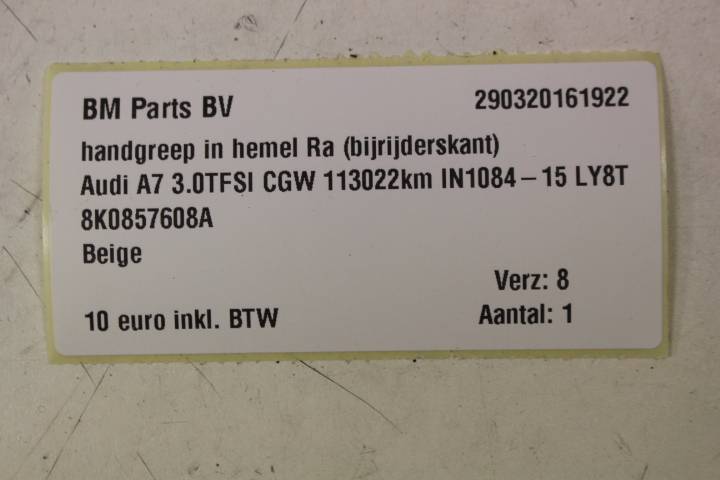 BM Parts BV 290320161922
handgreep in hemel Ra (bijrijderskant)
Audi A7 3.0TFSI CGW 113022km IN1084-15 LY8T
8K0857608A
Beige
Verz: 8
10 euro inkl. BTW Aantal: 1